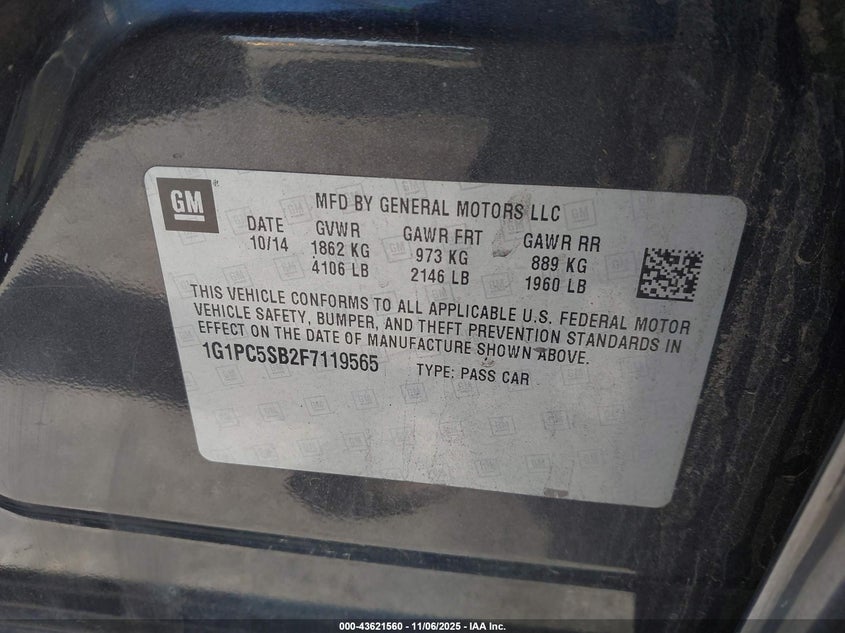 GM
MFD BY GENERAL MOTORS LLC
DATE GVWR GAWR FRT GAWR RR
10/14 1862 KG 973 KG 889 KG
4106 LB 2146 LB 1960 LB
THIS VEHICLE CONFORMS TO ALL APPLICABLE U.S. FEDERAL MOTOR
VEHICLE SAFETY, BUMPER, AND THEFT PREVENTION STANDARDS IN
EFFECT ON THE DATE OF MANUFACTURE SHOWN ABOVE.
1G1PC5SB2F7119565 TYPE: PASS CAR
000-43621560 - 11/06/2025 - IAA Inc.